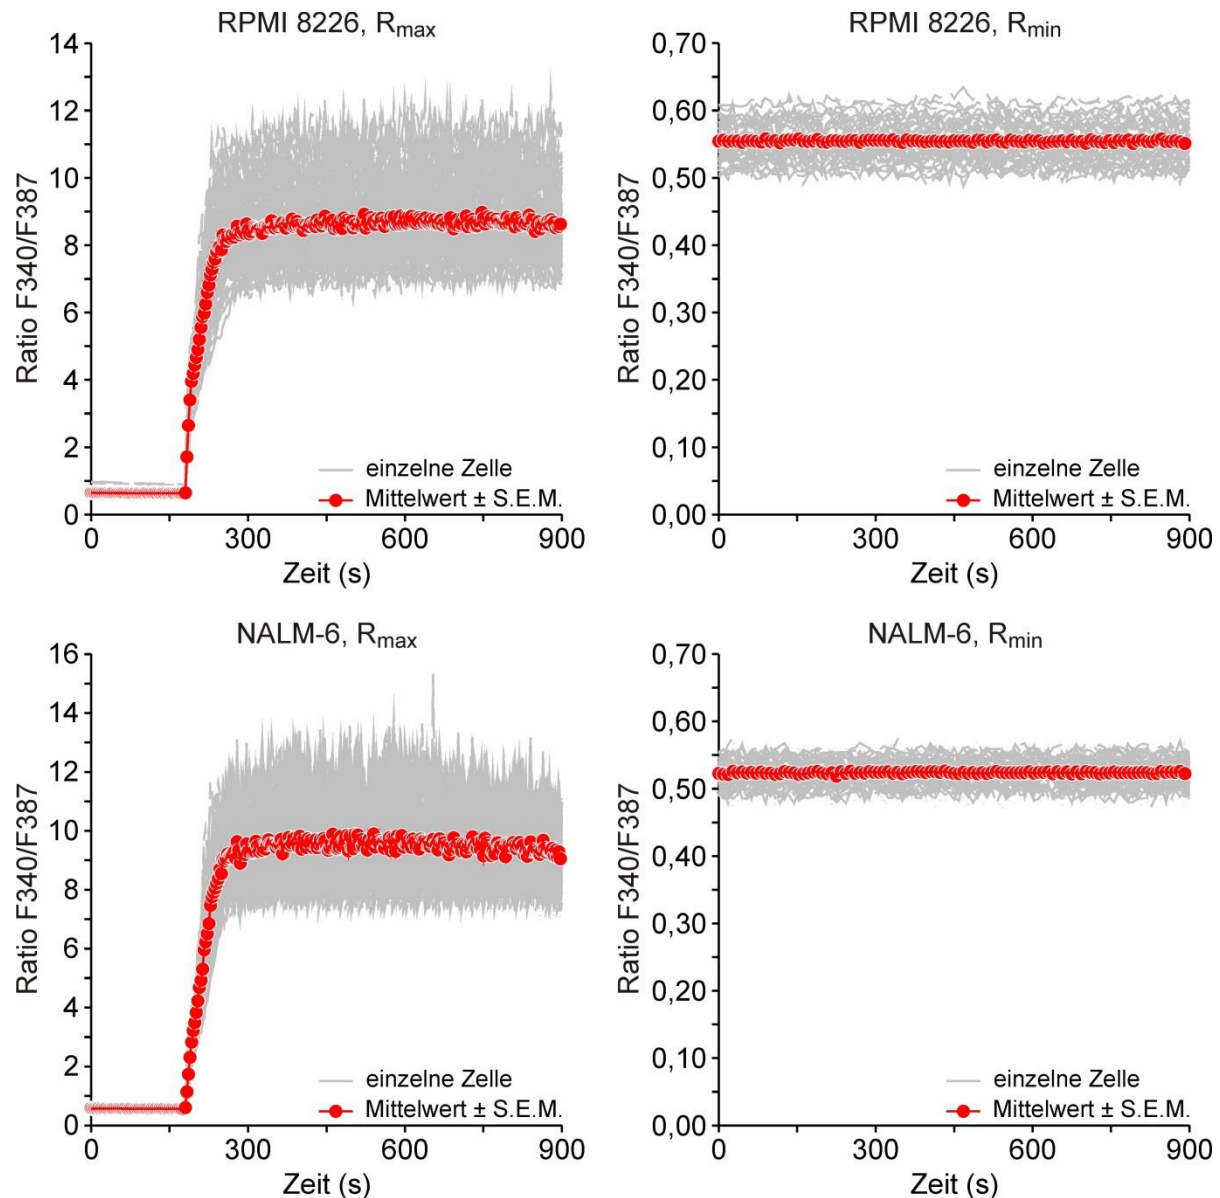 RPMI 8226, Rmax
Ratio F340/F387
14
12
10
8
6
4
2
0
einzelne Zelle
Mittelwert ± S.E.M.
0
300
600
900
Zeit (s)
RPMI 8226, Rmin
Ratio F340/F387
0,70
0,60
0,50
0,40
0,30
0,20
0,10
0,00
einzelne Zelle
Mittelwert ± S.E.M.
0
300
600
900
Zeit (s)
NALM-6, Rmax
Ratio F340/F387
16
14
12
10
8
6
4
2
0
einzelne Zelle
Mittelwert ± S.E.M.
0
300
600
900
Zeit (s)
NALM-6, Rmin
Ratio F340/F387
0,70
0,60
0,50
0,40
0,30
0,20
0,10
0,00
einzelne Zelle
Mittelwert ± S.E.M.
0
300
600
900
Zeit (s)